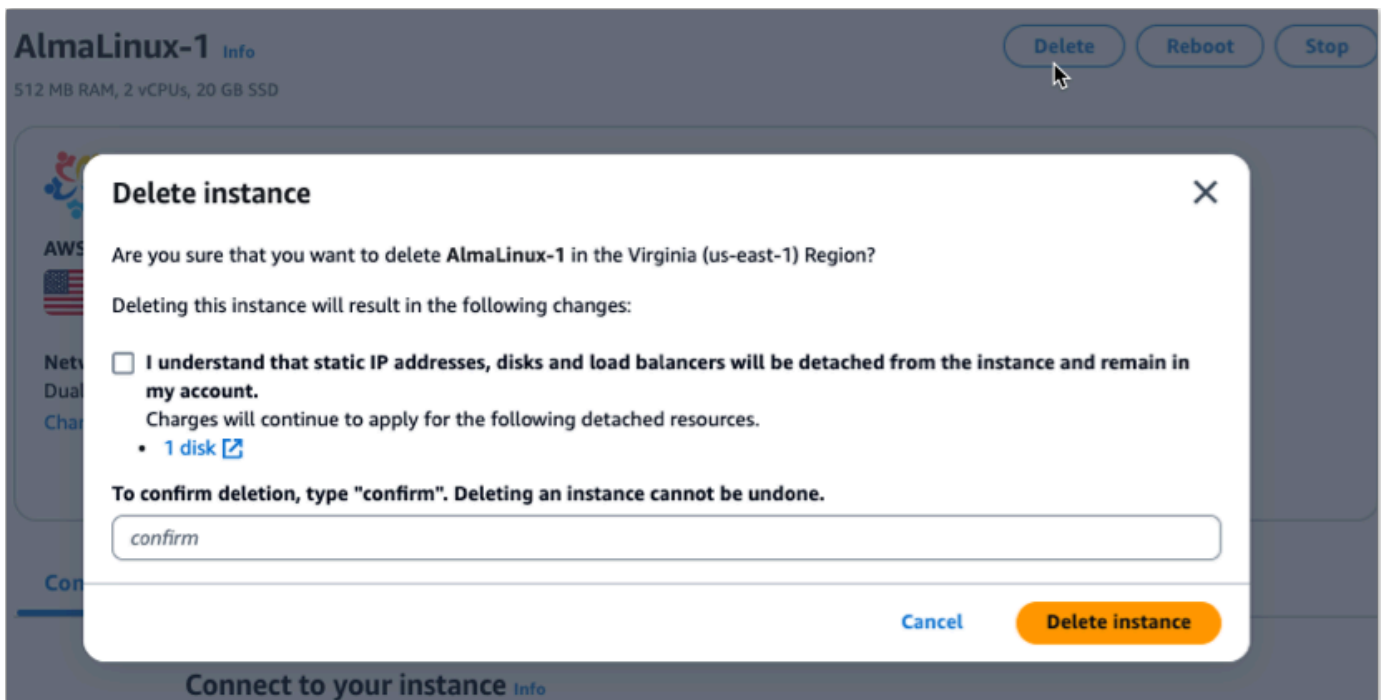 AlmaLinux-1 Info
Delete
Reboot
Stop
512 MB RAM, 2 vCPUs, 20 GB SSD
Delete instance
AWS
Are you sure that you want to delete AlmaLinux-1 in the Virginia (us-east-1) Region?
Deleting this instance will result in the following changes:
I understand that static IP addresses, disks and load balancers will be detached from the instance and remain in
my account.
Dual
Charges will continue to apply for the following detached resources.
• 1 disk
To confirm deletion, type "confirm". Deleting an instance cannot be undone.
confirm
Cancel
Delete instance
Connect to your instance Info